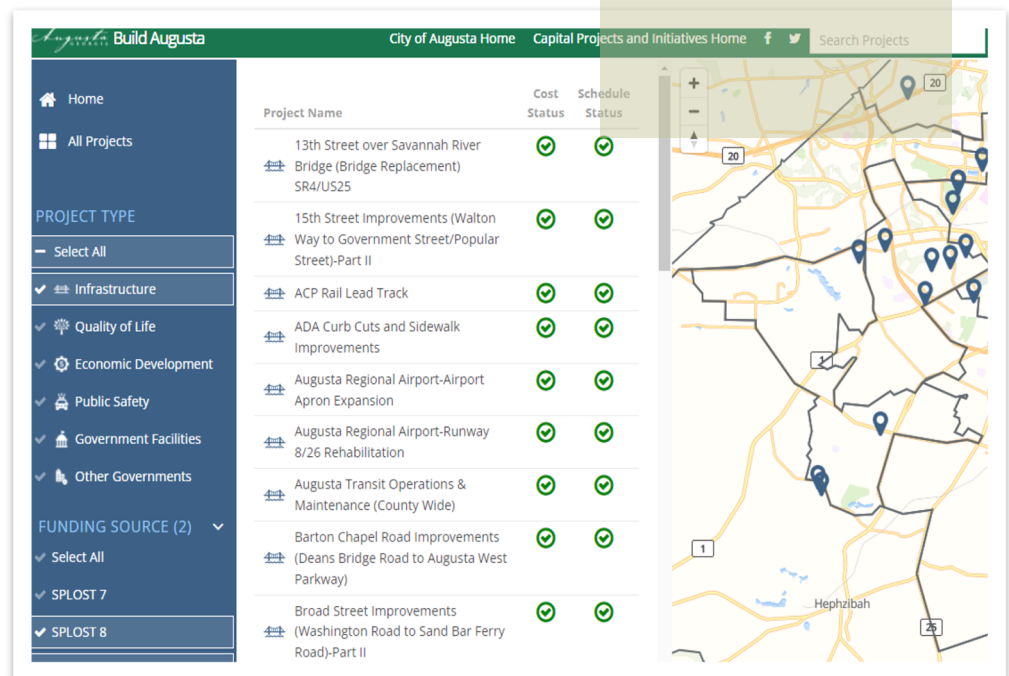 Augusta GEORGIA Build Augusta
City of Augusta Home Capital Projects and Initiatives Home Search Projects
Home
All Projects
PROJECT TYPE
Select All
Infrastructure
Quality of Life
Economic Development
Public Safety
Government Facilities
Other Governments
FUNDING SOURCE (2)
Select All
SPLOST 7
SPLOST 8
Cost Schedule
Project Name Status Status
13th Street over Savannah River
Bridge (Bridge Replacement)
SR4/US25
15th Street Improvements (Walton
Way to Government Street/Popular
Street)-Part II
ACP Rail Lead Track
ADA Curb Cuts and Sidewalk
Improvements
Augusta Regional Airport-Airport
Apron Expansion
Augusta Regional Airport-Runway
8/26 Rehabilitation
Augusta Transit Operations &
Maintenance (County Wide)
Barton Chapel Road Improvements
(Deans Bridge Road to Augusta West
Parkway)
Broad Street Improvements
(Washington Road to Sand Bar Ferry
Road)-Part II
20
20
1
1
Hephzibah
25